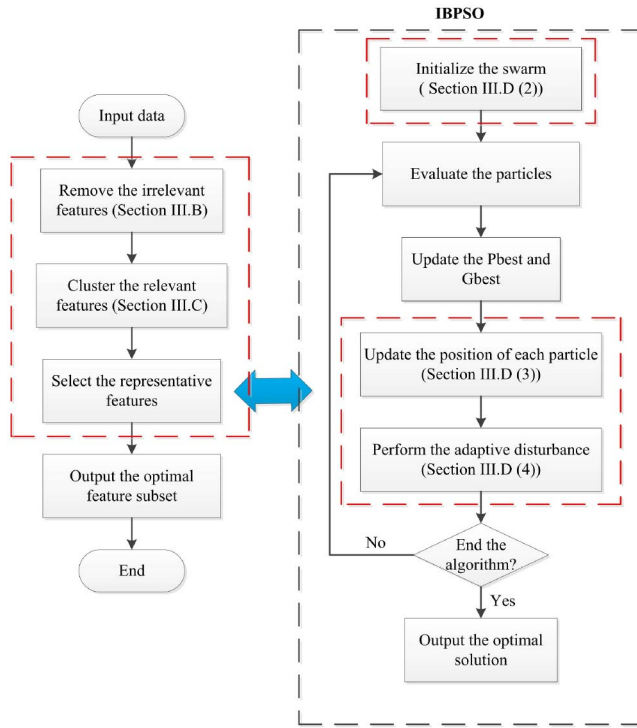 IBPSO
Input data
Remove the irrelevant
features (Section III.B)
Cluster the relevant
features (Section III.C)
Select the representative
features
Output the optimal
feature subset
End
Initialize the swarm
( Section III.D (2))
Evaluate the particles
Update the Pbest and
Gbest
Update the position of each particle
(Section III.D (3))
Perform the adaptive disturbance
(Section III.D (4))
No
End the
algorithm?
Yes
Output the optimal
solution